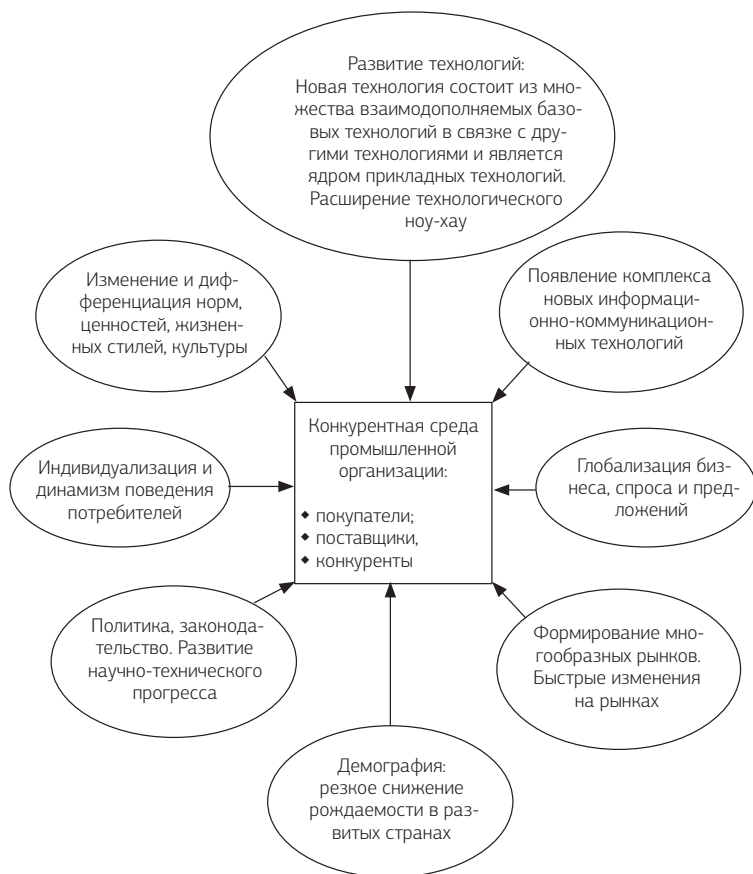 Развитие технологий:
Новая технология состоит из мно-
жества взаимодополняемых базо-
вых технологий в связке с дру-
гими технологиями и является
ядром прикладных технологий.
Расширение технологического
ноу-хау
Изменение и диф-
ференциация норм,
ценностей, жизнен-
ных стилей, культуры
Появление комплекса
новых информаци-
онно-коммуникацион-
ных технологий
Конкурентная среда
промышленной
организации:
◆ покупатели;
◆ поставщики,
◆ конкуренты
Индивидуализация и
динамизм поведения
потребителей
Глобализация биз-
неса, спроса и пред-
ложений
Политика, законода-
тельство. Развитие
научно-технического
прогресса
Формирование мно-
гообразных рынков.
Быстрые изменения
на рынках
Демография:
резкое снижение
рождаемости в раз-
витых странах